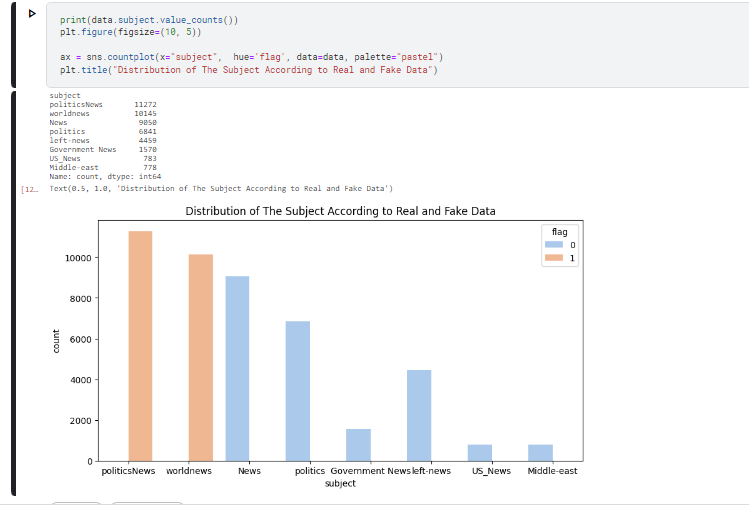 print(data.subject.value_counts())
plt.figure(figsize=(10, 5))
ax = sns.countplot(x="subject",  hue='flag', data=data, palette="pastel")
plt.title("Distribution of The Subject According to Real and Fake Data")
subject
politicsNews 11272
worldnews 10145
News 9050
politics 6841
left-news 4459
Government News 1570
US_News 783
Middle-east 778
Name: count, dtype: int64
[12… Text(0.5, 1.0, 'Distribution of The Subject According to Real and Fake Data')
Distribution of The Subject According to Real and Fake Data
flag
0
1
10000
8000
6000
4000
2000
0
count
politicsNews worldnews News politics Government News left-news US_News Middle-east
subject